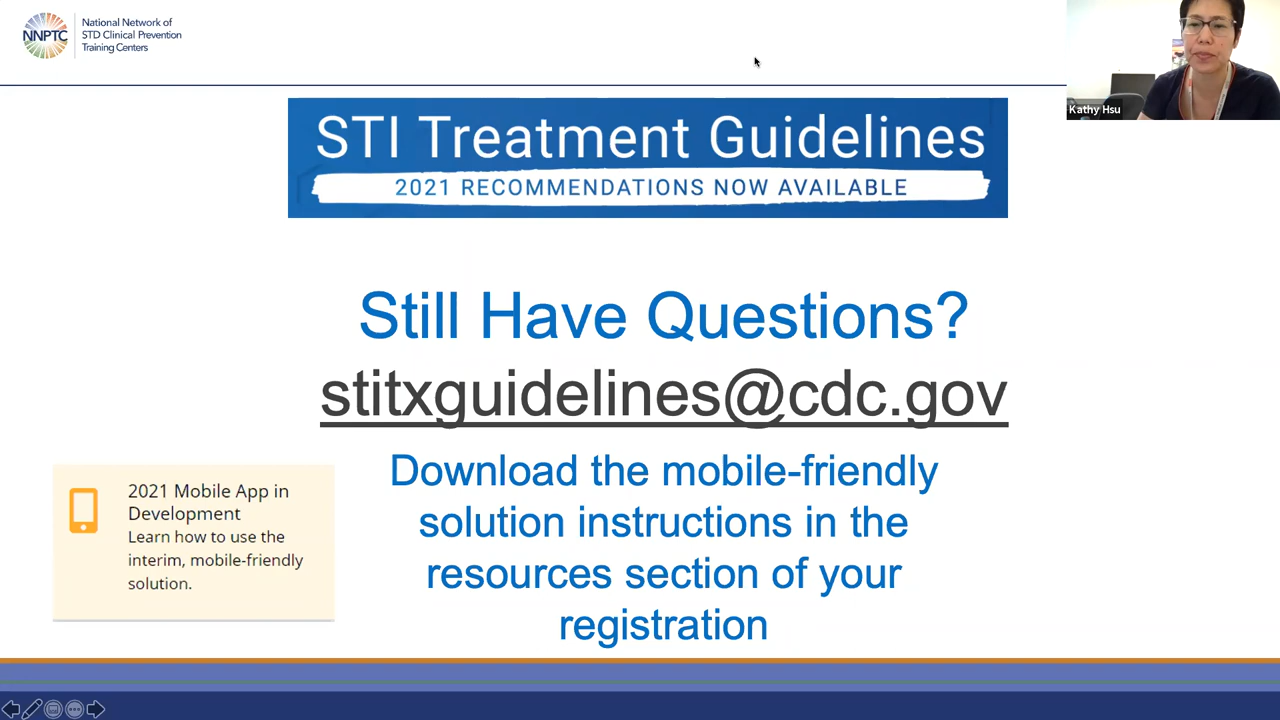 NNPTC
National Network of
STD Clinical Prevention
Training Centers
Kathy Hsu
STI Treatment Guidelines
2021 RECOMMENDATIONS NOW AVAILABLE
Still Have Questions?
stitxguidelines@cdc.gov
Download the mobile-friendly
solution instructions in the
resources section of your
registration
2021 Mobile App in
Development
Learn how to use the
interim, mobile-friendly
solution.